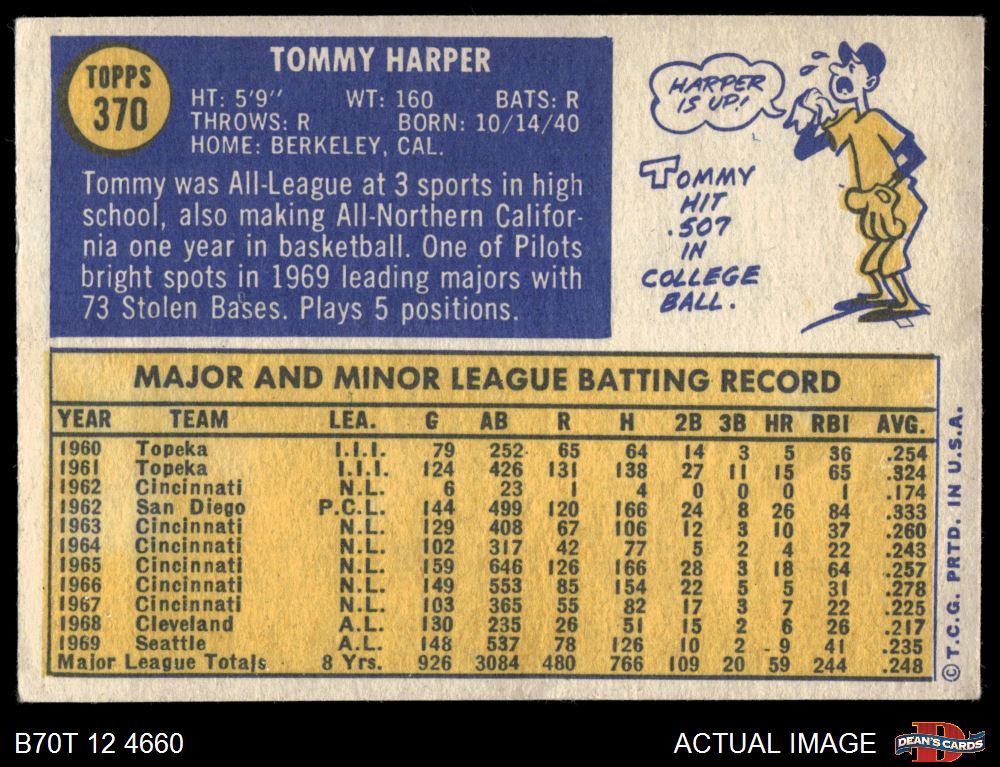 TOPPS
370
TOMMY HARPER
HT: 5'9" WT: 160 BATS: R
THROWS: R BORN: 10/14/40
HOME: BERKELEY, CAL.
Tommy was All-League at 3 sports in high
school, also making All-Northern Califor-
nia one year in basketball. One of Pilots
bright spots in 1969 leading majors with
73 Stolen Bases. Plays 5 positions.
HARPER
IS UP!
TOMMY
HIT
.507
IN
COLLEGE
BALL.
MAJOR AND MINOR LEAGUE BATTING RECORD
YEAR TEAM LEA. G AB R H 2B 3B HR RBI AVG.
1960 Topeka I.I.I. 79 252 65 64 14 3 5 36 .254
1961 Topeka I.I.I. 124 426 131 138 27 11 15 65 .324
1962 Cincinnati N.L. 6 23 1 4 0 0 0 1 .174
1962 San Diego P.C.L. 144 499 120 166 24 8 26 84 .333
1963 Cincinnati N.L. 129 408 67 106 12 3 10 37 .260
1964 Cincinnati N.L. 102 317 42 77 5 2 4 22 .243
1965 Cincinnati N.L. 159 646 126 166 28 3 18 64 .257
1966 Cincinnati N.L. 149 553 85 154 22 5 5 31 .278
1967 Cincinnati N.L. 103 365 55 82 17 3 7 22 .225
1968 Cleveland A.L. 130 235 26 51 15 2 6 26 .217
1969 Seattle A.L. 148 537 78 126 10 2 9 41 .235
Major League Totals 8 Yrs. 926 3084 480 766 109 20 59 244 .248
© T.C.G. PRTD. IN U.S.A.
B70T 12 4660
ACTUAL IMAGE
DEAN'S CARDS